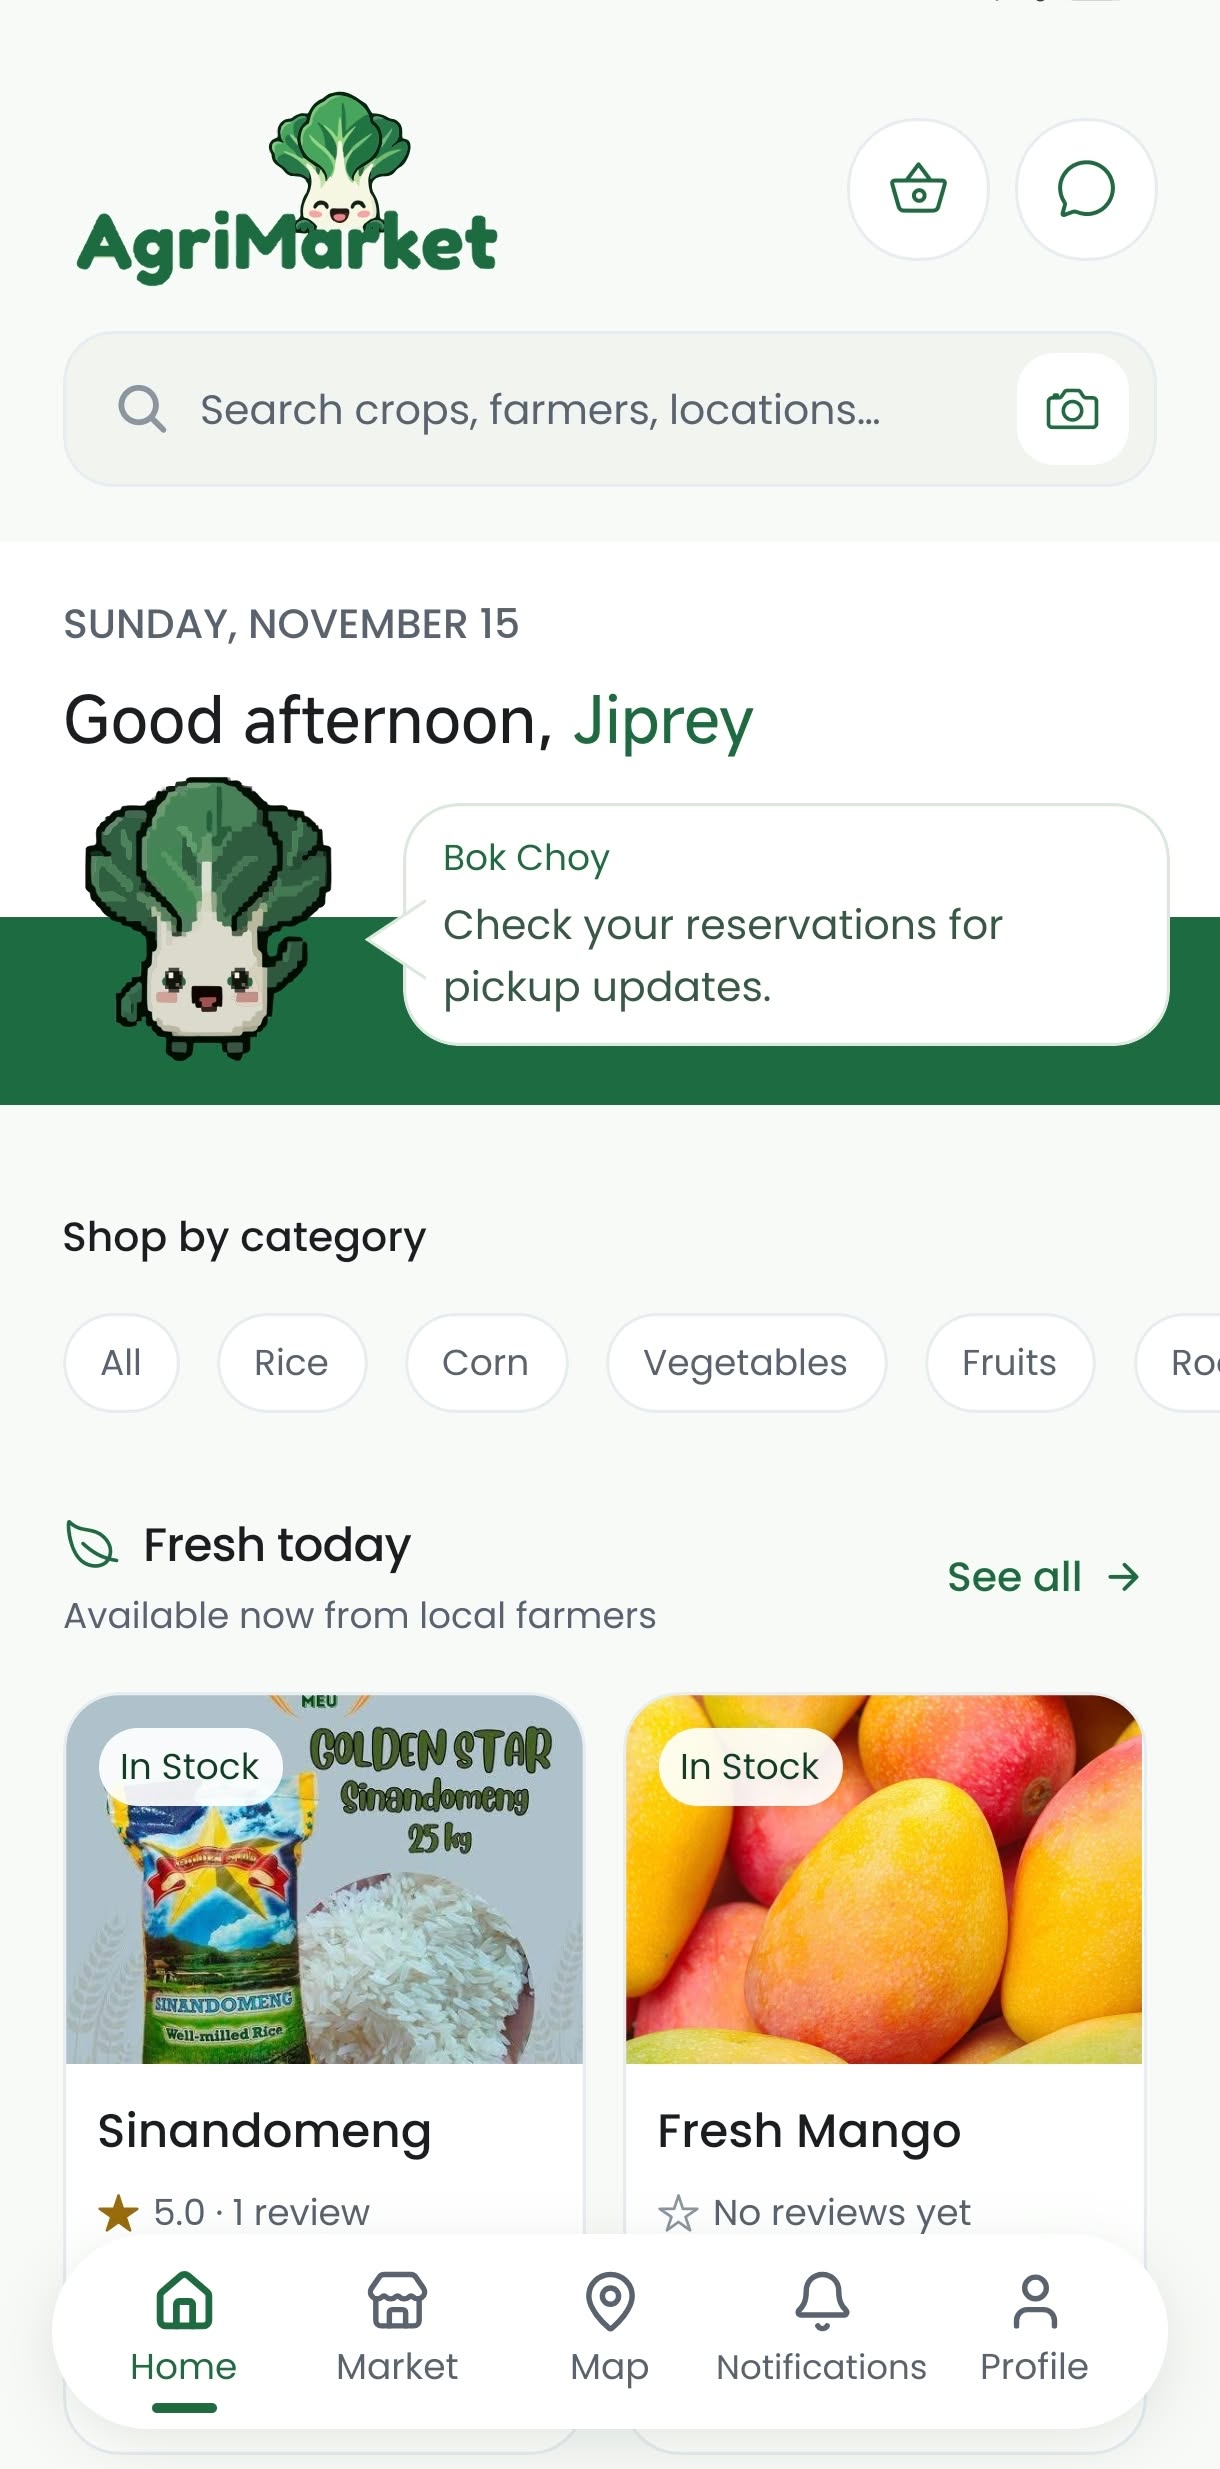 AgriMarket
Search crops, farmers, locations...
SUNDAY, NOVEMBER 15
Good afternoon, Jiprey
Bok Choy
Check your reservations for
pickup updates.
Shop by category
All
Rice
Corn
Vegetables
Fruits
Fresh today
See all
Available now from local farmers
MEU
In Stock
GOLDEN STAR
Sinandomeng
25 kg
SINANDOMENG
Well-milled Rice
In Stock
Sinandomeng
5.0 · 1 review
Fresh Mango
No reviews yet
Home
Market
Map
Notifications
Profile